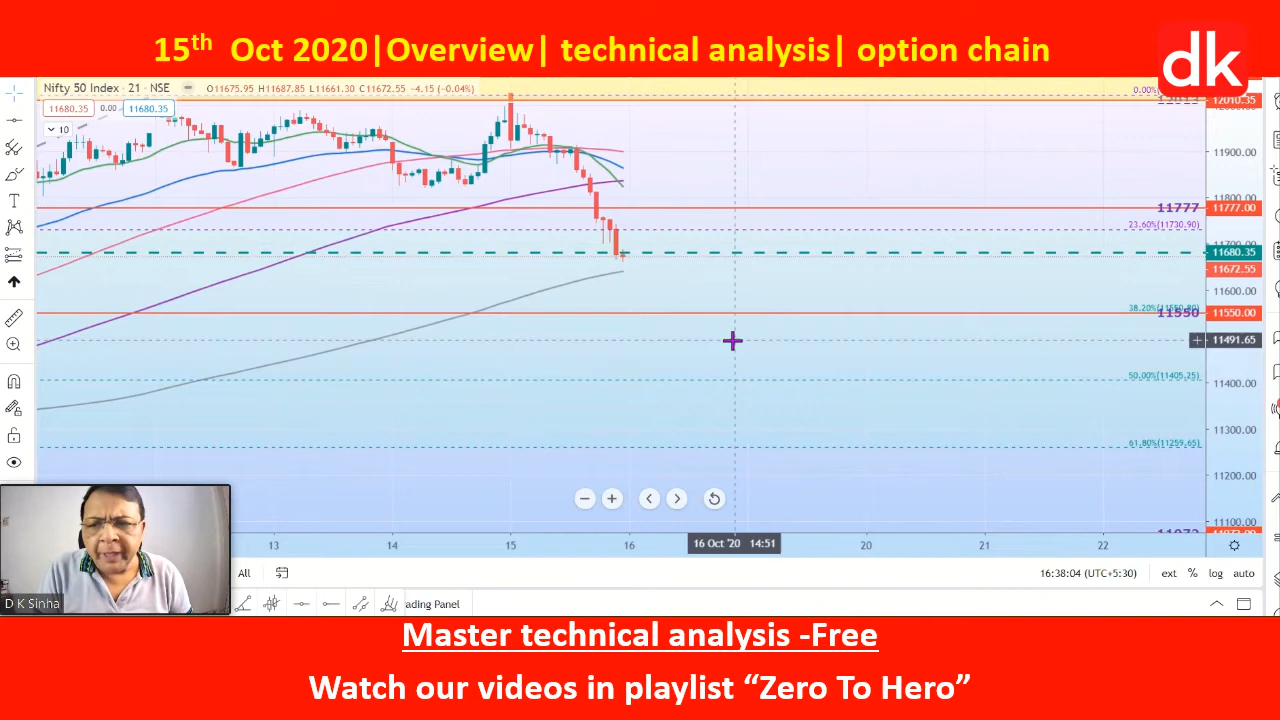 15th Oct 2020|Overview| technical analysis| option chain
dk
Nifty 50 Index · 21 · NSE
O11675.95 H11687.85 L11661.30 C11672.55 -4.15 (-0.04%)
11680.35 0.00 11680.35
10
0.00%
12010.35
11900.00
11800.00
11777
11777.00
23.60%(11730.90)
11680.35
11672.55
11600.00
38.20%(11550.80)
11550
11550.00
11491.65
50.00%(11405.25)
11400.00
11300.00
61.80%(11259.65)
11200.00
11100.00
13 14 15 16 20 21 22
16 Oct '20 14:51
All
16:38:04 (UTC+5:30) ext % log auto
D K Sinha
ading Panel
Master technical analysis -Free
Watch our videos in playlist “Zero To Hero”